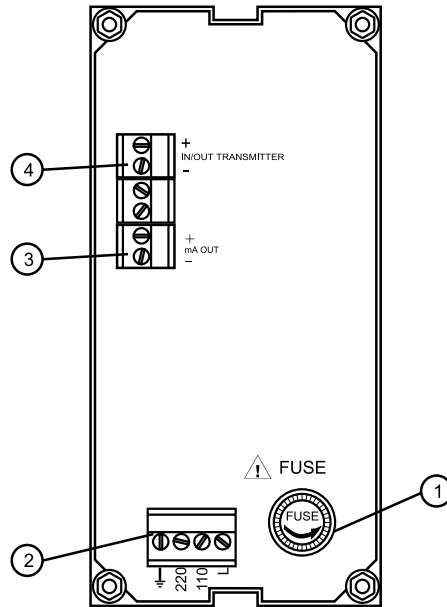 +
IN/OUT TRANSMITTER
-
4
+
mA OUT
-
3
⚠ FUSE
1
FUSE
2
220
110
L